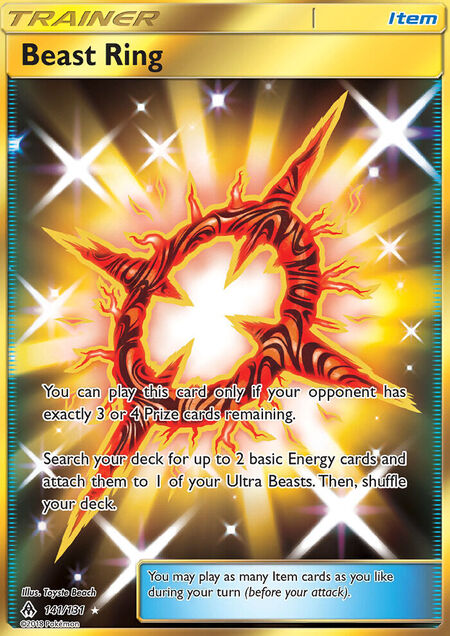 TRAINER
Item
Beast Ring
You can play this card only if your opponent has
exactly 3 or 4 Prize cards remaining.
Search your deck for up to 2 basic Energy cards and
attach them to 1 of your Ultra Beasts. Then, shuffle
your deck.
You may play as many Item cards as you like
during your turn (before your attack).
Illus. Toyste Beach
141/131
©2018 Pokémon